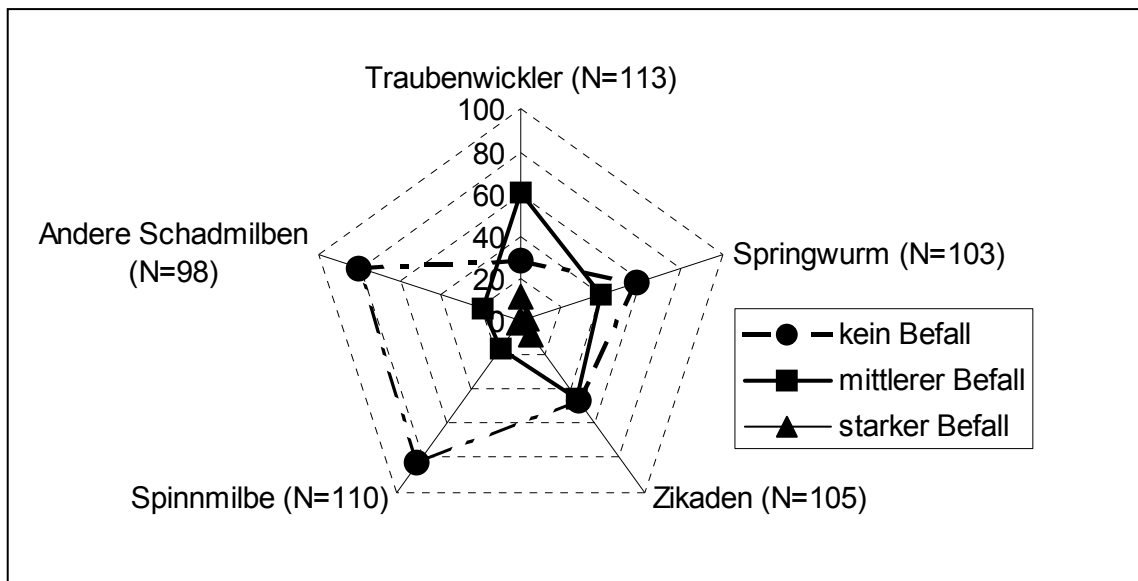 Traubenwickler (N=113)
100
80
60
40
20
0
Andere Schadmilben
(N=98)
Springwurm (N=103)
kein Befall
mittlerer Befall
starker Befall
Spinnmilbe (N=110)
Zikaden (N=105)